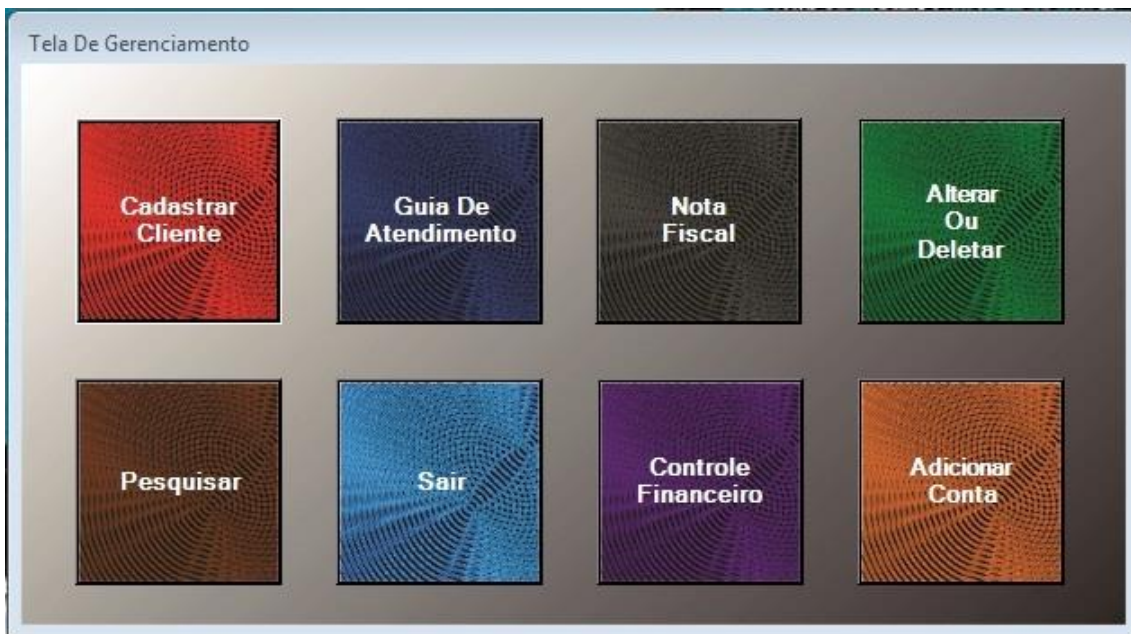 Tela De Gerenciamento
Cadastrar
Cliente
Guia De
Atendimento
Nota
Fiscal
Alterar
Ou
Deletar
Pesquisar
Sair
Controle
Financeiro
Adicionar
Conta